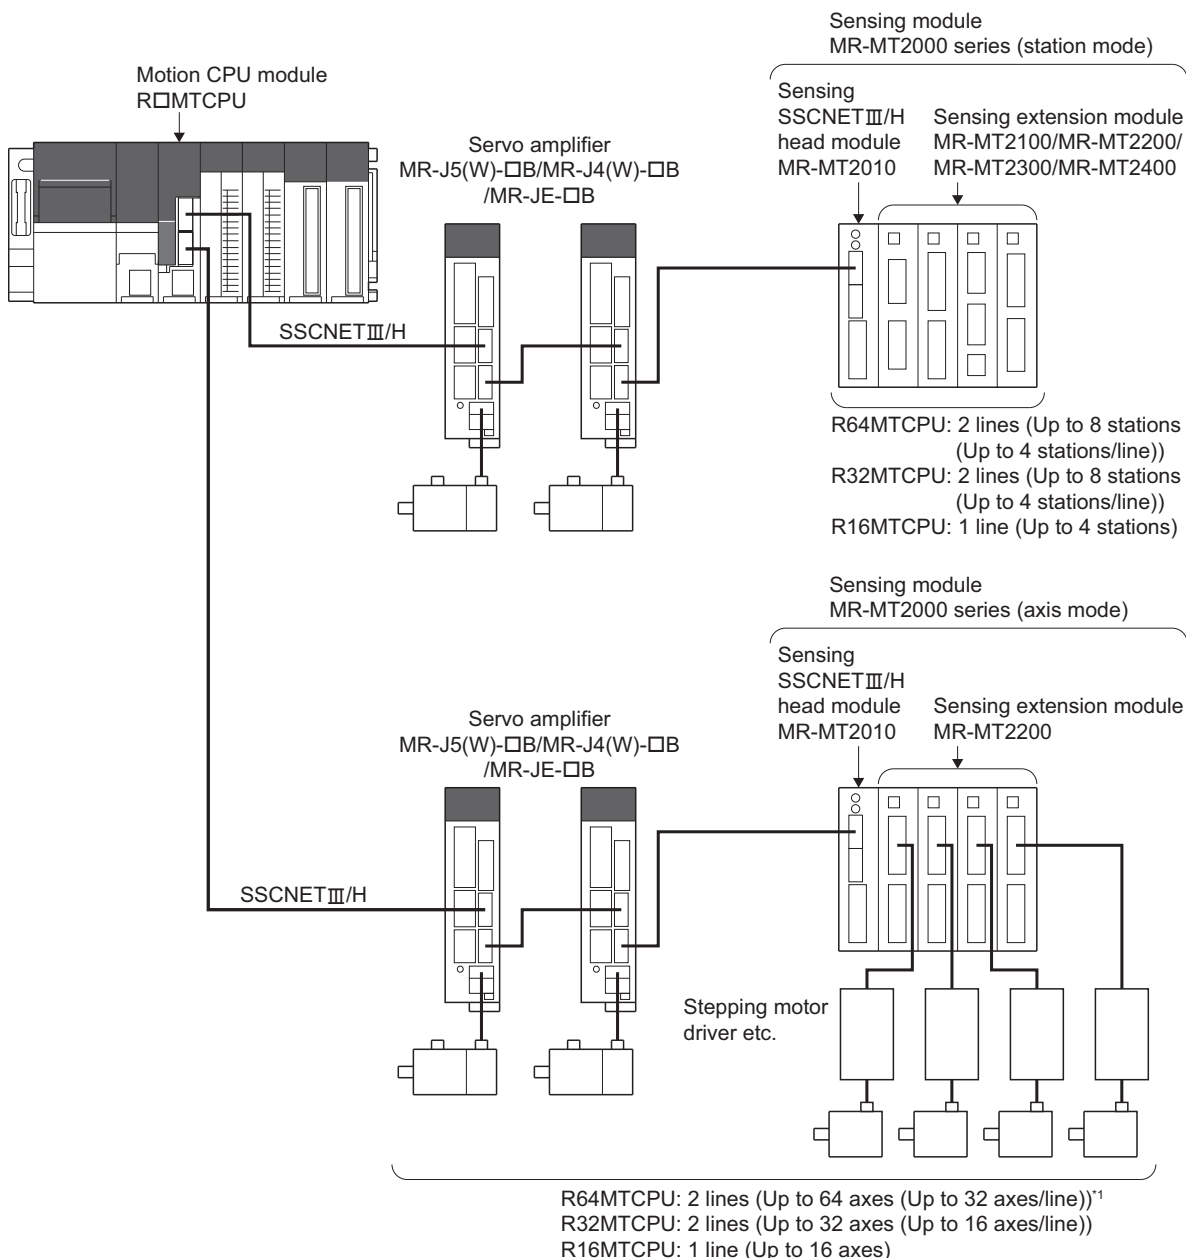 Sensing module
MR-MT2000 series (station mode)
Motion CPU module
R□MTCPU
Sensing
SSCNETⅢ/H
head module
MR-MT2010
Sensing extension module
MR-MT2100/MR-MT2200/
MR-MT2300/MR-MT2400
Servo amplifier
MR-J5(W)-□B/MR-J4(W)-□B
/MR-JE-□B
SSCNETⅢ/H
R64MTCPU: 2 lines (Up to 8 stations
(Up to 4 stations/line))
R32MTCPU: 2 lines (Up to 8 stations
(Up to 4 stations/line))
R16MTCPU: 1 line (Up to 4 stations)
Sensing module
MR-MT2000 series (axis mode)
Sensing
SSCNETⅢ/H
head module
MR-MT2010
Sensing extension module
MR-MT2200
Servo amplifier
MR-J5(W)-□B/MR-J4(W)-□B
/MR-JE-□B
SSCNETⅢ/H
Stepping motor
driver etc.
R64MTCPU: 2 lines (Up to 64 axes (Up to 32 axes/line))*1
R32MTCPU: 2 lines (Up to 32 axes (Up to 16 axes/line))
R16MTCPU: 1 line (Up to 16 axes)